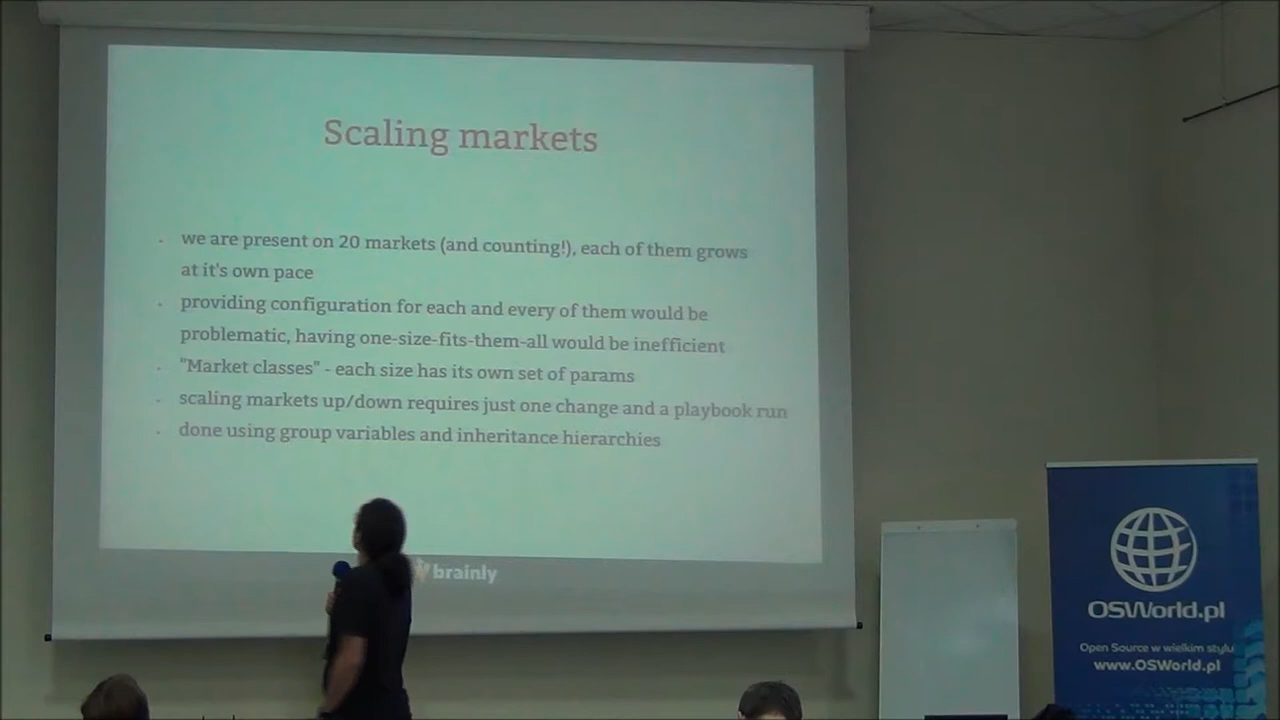 Scaling markets
we are present on 20 markets (and counting!), each of them grows
at it's own pace
providing configuration for each and every of them would be
problematic, having one-size-fits-them-all would be inefficient
"Market classes" - each size has its own set of params
scaling markets up/down requires just one change and a playbook run
done using group variables and inheritance hierarchies
brainly
OSWorld.pl
Open Source w wielkim stylu
www.OSWorld.pl